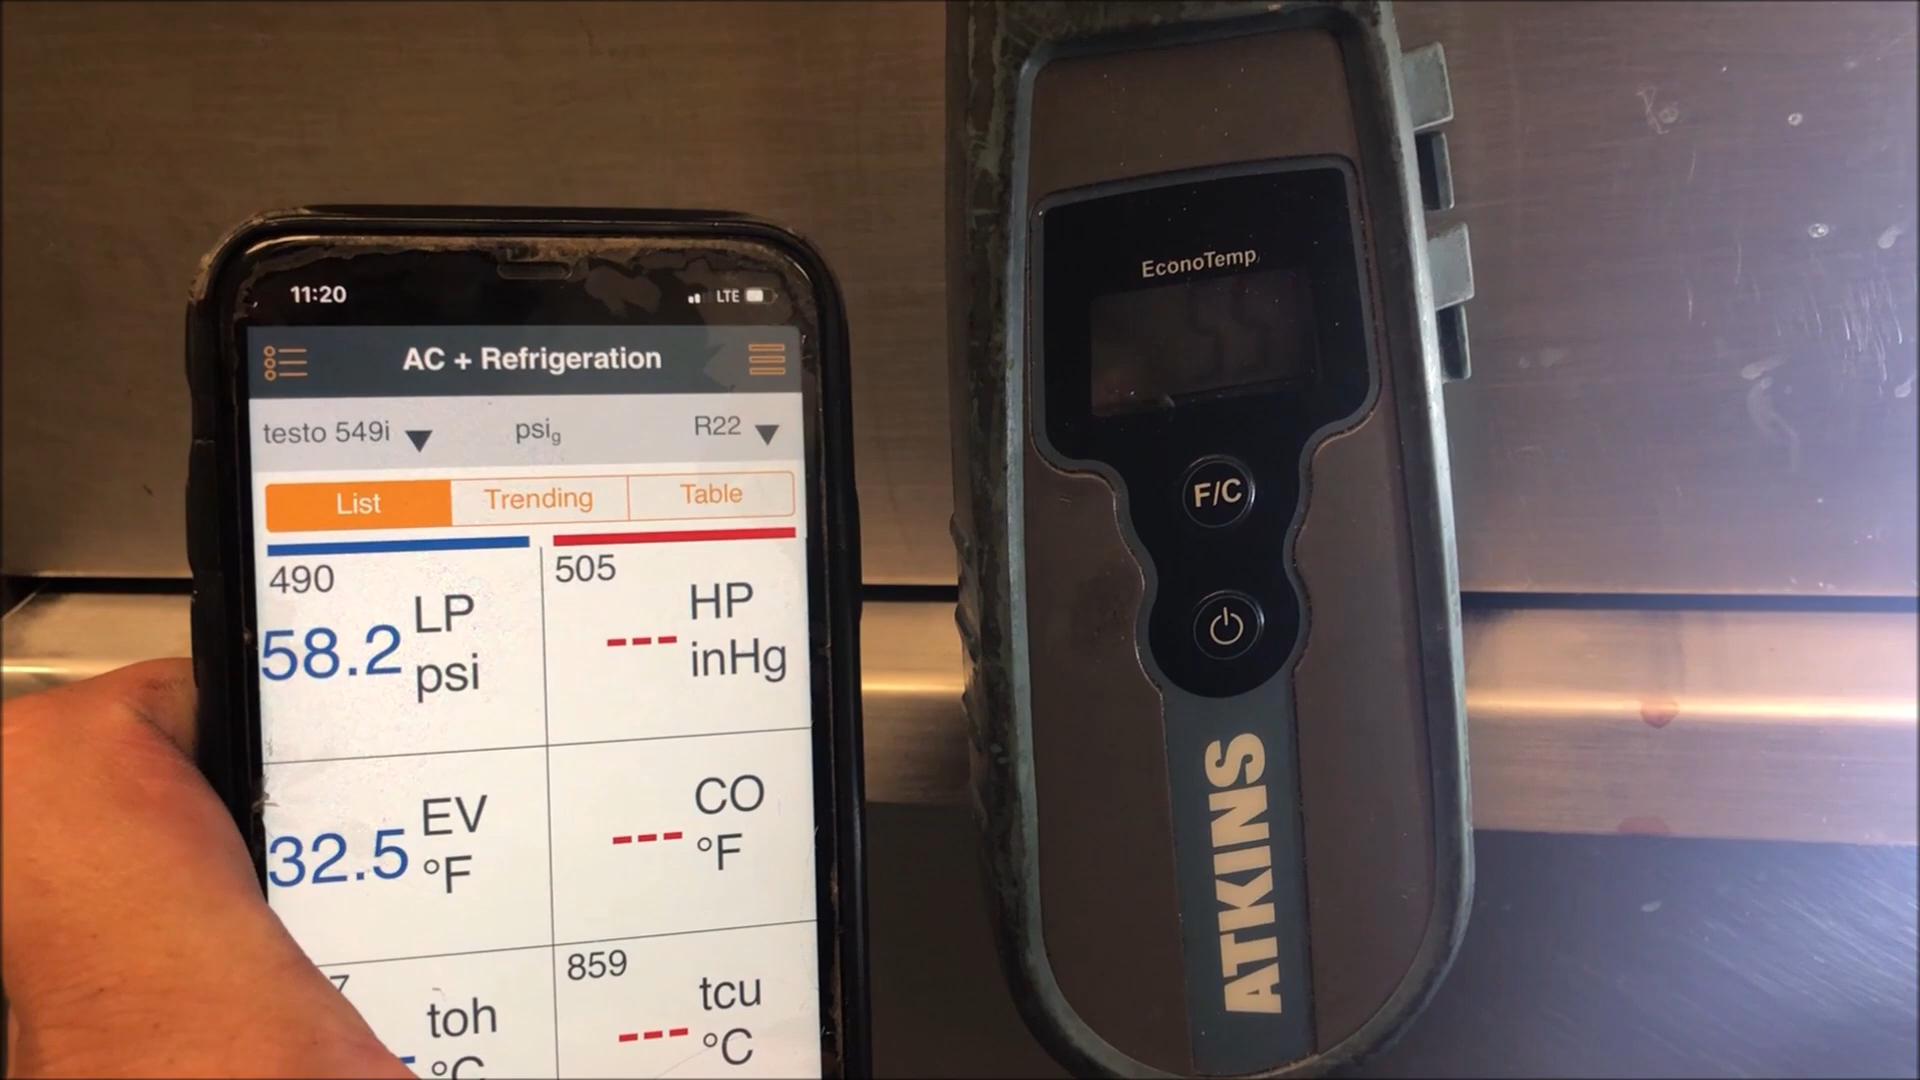 11:20
LTE
AC + Refrigeration
testo 549i
psig
R22
List
Trending
Table
490
58.2
LP
psi
505
---
HP
inHg
32.5
EV
°F
---
CO
°F
7
toh
°C
859
---
tcu
°C
EconoTemp
F/C
ATKINS